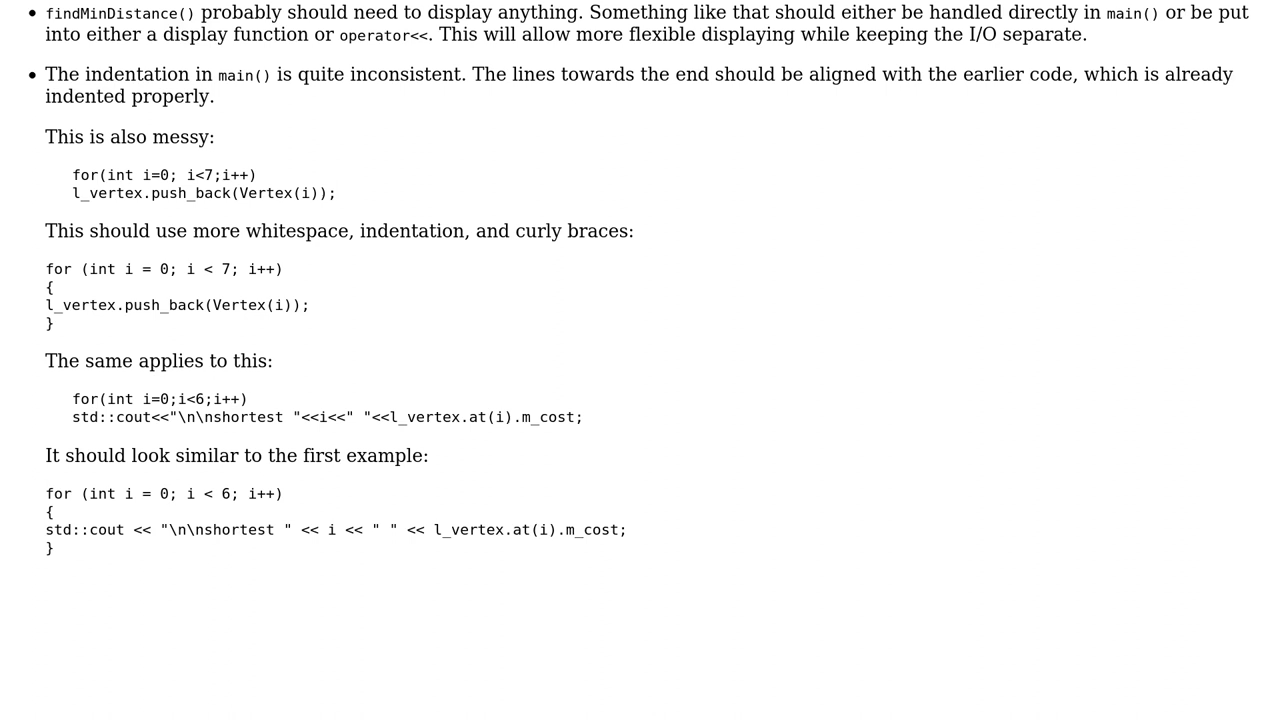 • findMinDistance() probably should need to display anything. Something like that should either be handled directly in main() or be put
into either a display function or operator<<. This will allow more flexible displaying while keeping the I/O separate.
• The indentation in main() is quite inconsistent. The lines towards the end should be aligned with the earlier code, which is already
indented properly.
This is also messy:
for(int i=0; i<7;i++)
l_vertex.push_back(Vertex(i));
This should use more whitespace, indentation, and curly braces:
for (int i = 0; i < 7; i++)
{
l_vertex.push_back(Vertex(i));
}
The same applies to this:
for(int i=0;i<6;i++)
std::cout<<"\n\nshortest "<<i<<" "<<l_vertex.at(i).m_cost;
It should look similar to the first example:
for (int i = 0; i < 6; i++)
{
std::cout << "\n\nshortest " << i << " " << l_vertex.at(i).m_cost;
}